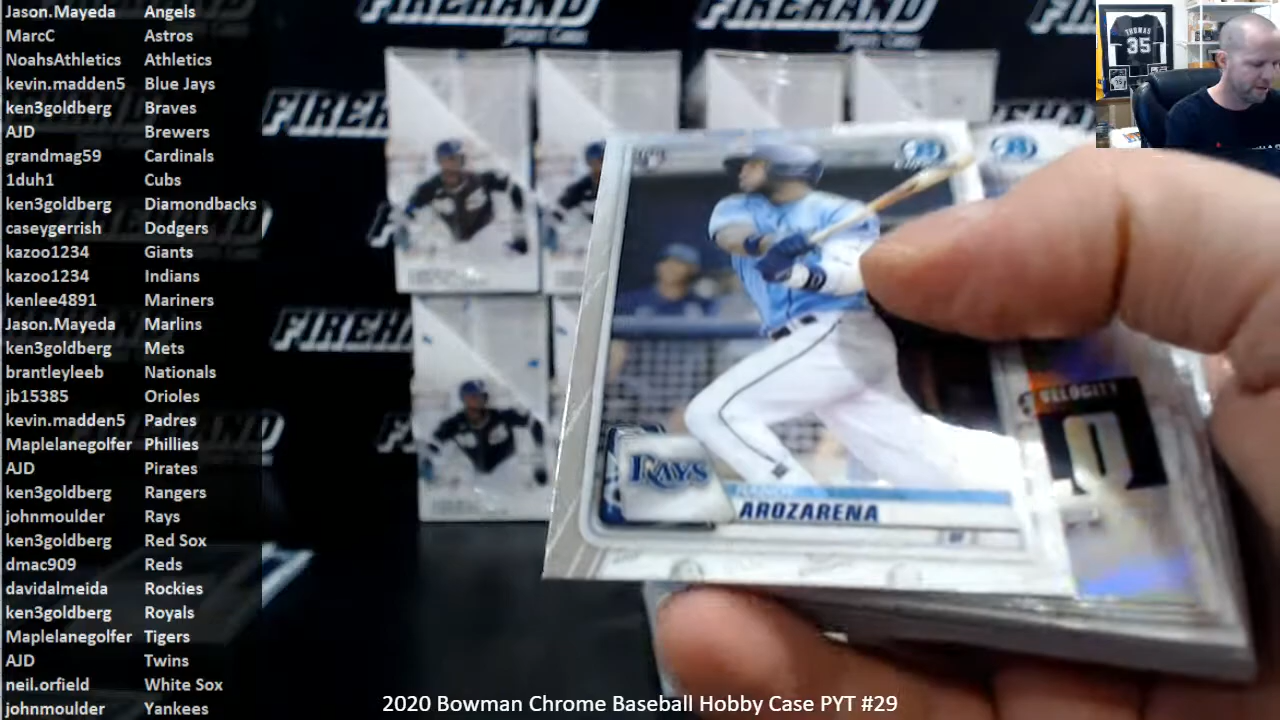 Jason.Mayeda Angels
MarcC Astros
NoahsAthletics Athletics
kevin.madden5 Blue Jays
ken3goldberg Braves
AJD Brewers
grandmag59 Cardinals
1duh1 Cubs
ken3goldberg Diamondbacks
caseygerrish Dodgers
kazoo1234 Giants
kazoo1234 Indians
kenlee4891 Mariners
Jason.Mayeda Marlins
ken3goldberg Mets
brantleyleeb Nationals
jb15385 Orioles
kevin.madden5 Padres
Maplelanegolfer Phillies
AJD Pirates
ken3goldberg Rangers
johnmoulder Rays
ken3goldberg Red Sox
dmac909 Reds
davidalmeida Rockies
ken3goldberg Royals
Maplelanegolfer Tigers
AJD Twins
neil.orfield White Sox
johnmoulder Yankees
FIREHAND
THOMAS
35
RAYS
AROZARENA
VELOCITY
2020 Bowman Chrome Baseball Hobby Case PYT #29